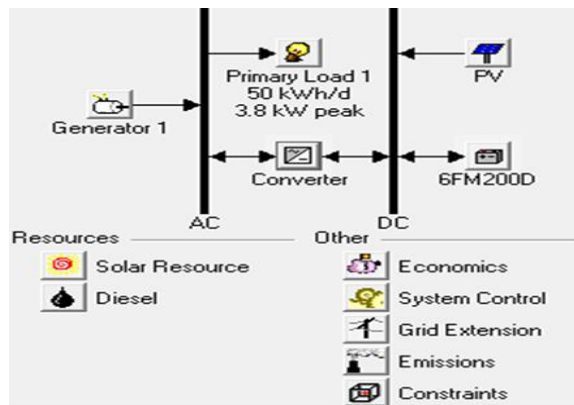 Primary Load 1
50 kWh/d
3.8 kW peak
PV
Generator 1
Converter
6FM200D
AC
DC
Resources
Other
Solar Resource
Economics
Diesel
System Control
Grid Extension
Emissions
Constraints